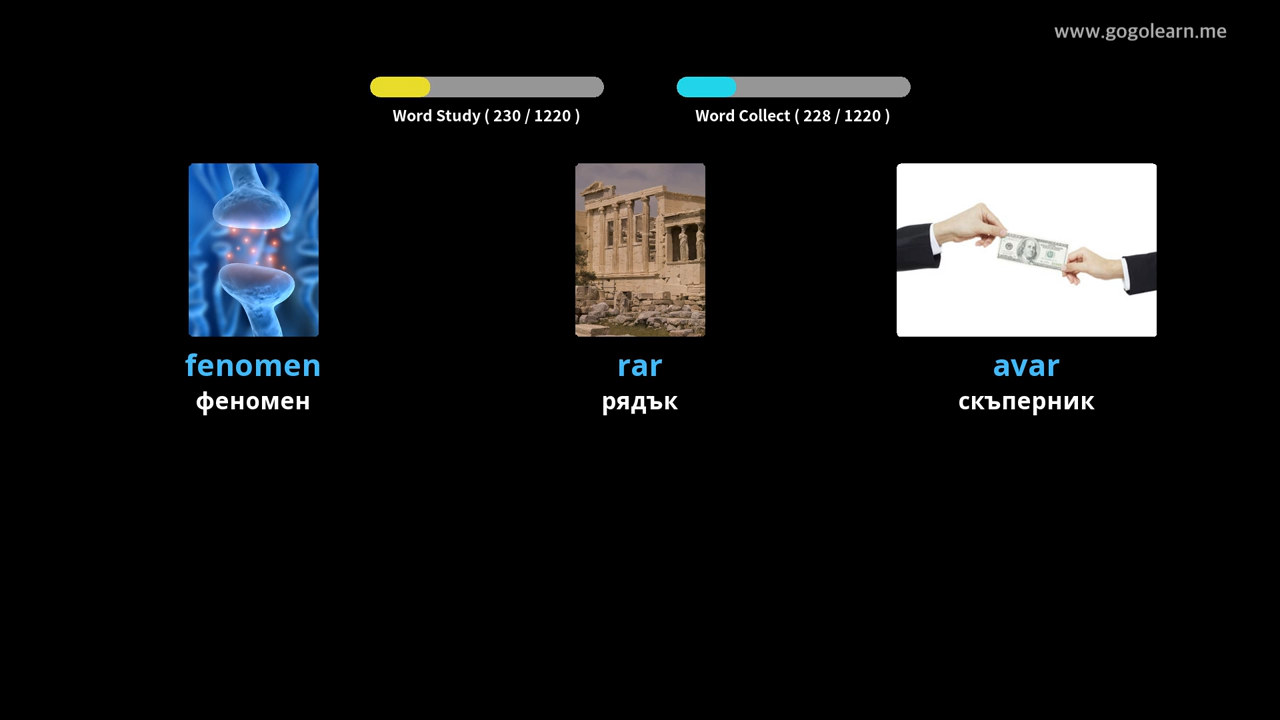 www.gogolearn.me
Word Study ( 230 / 1220 )
Word Collect ( 228 / 1220 )
fenomen
феномен
rar
рядък
avar
скъперник